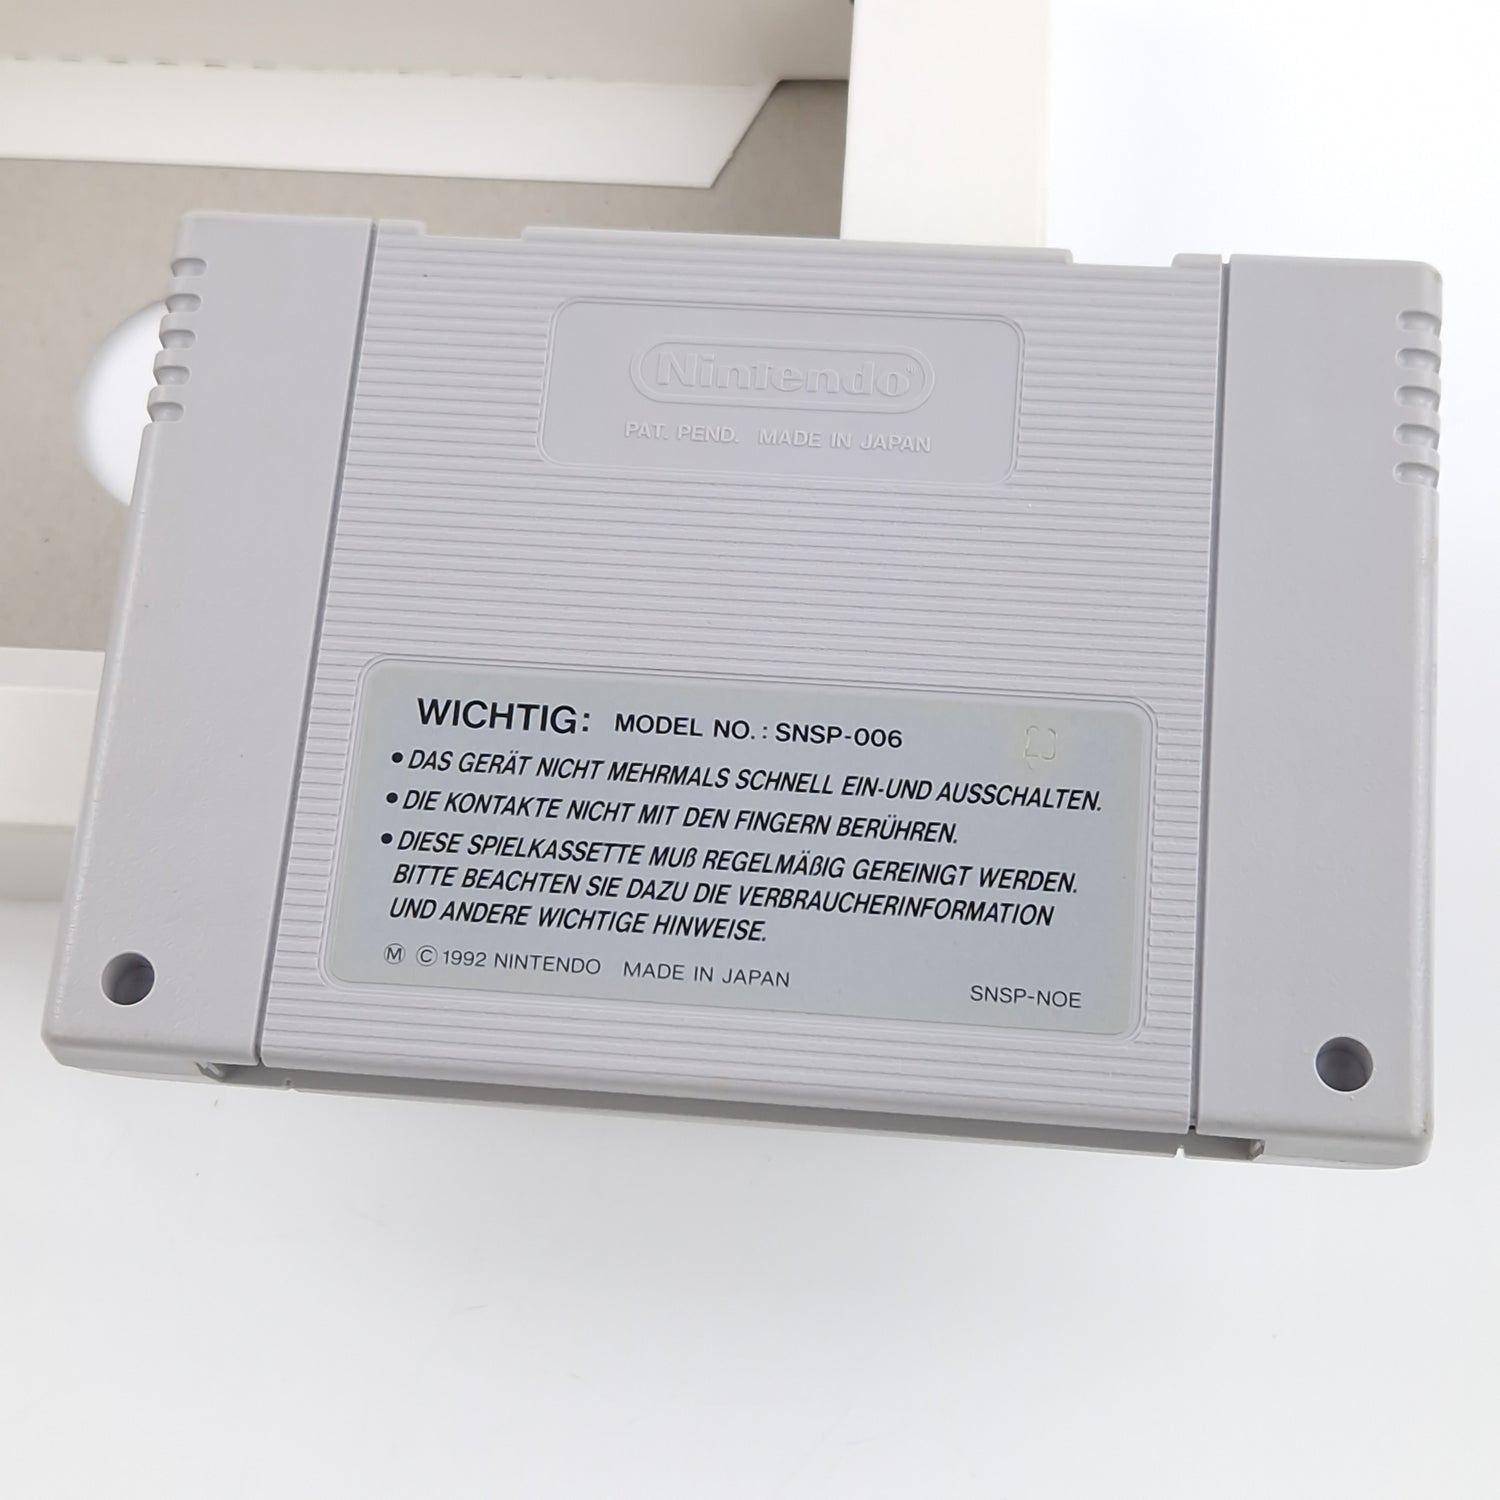 Nintendo
PAT. PEND. MADE IN JAPAN
WICHTIG: MODEL NO.: SNSP-006
• DAS GERÄT NICHT MEHRMALS SCHNELL EIN-UND AUSSCHALTEN.
• DIE KONTAKTE NICHT MIT DEN FINGERN BERÜHREN.
• DIESE SPIELKASSETTE MUß REGELMÄßIG GEREINIGT WERDEN.
BITTE BEACHTEN SIE DAZU DIE VERBRAUCHERINFORMATION
UND ANDERE WICHTIGE HINWEISE.
Ⓜ © 1992 NINTENDO MADE IN JAPAN
SNSP-NOE